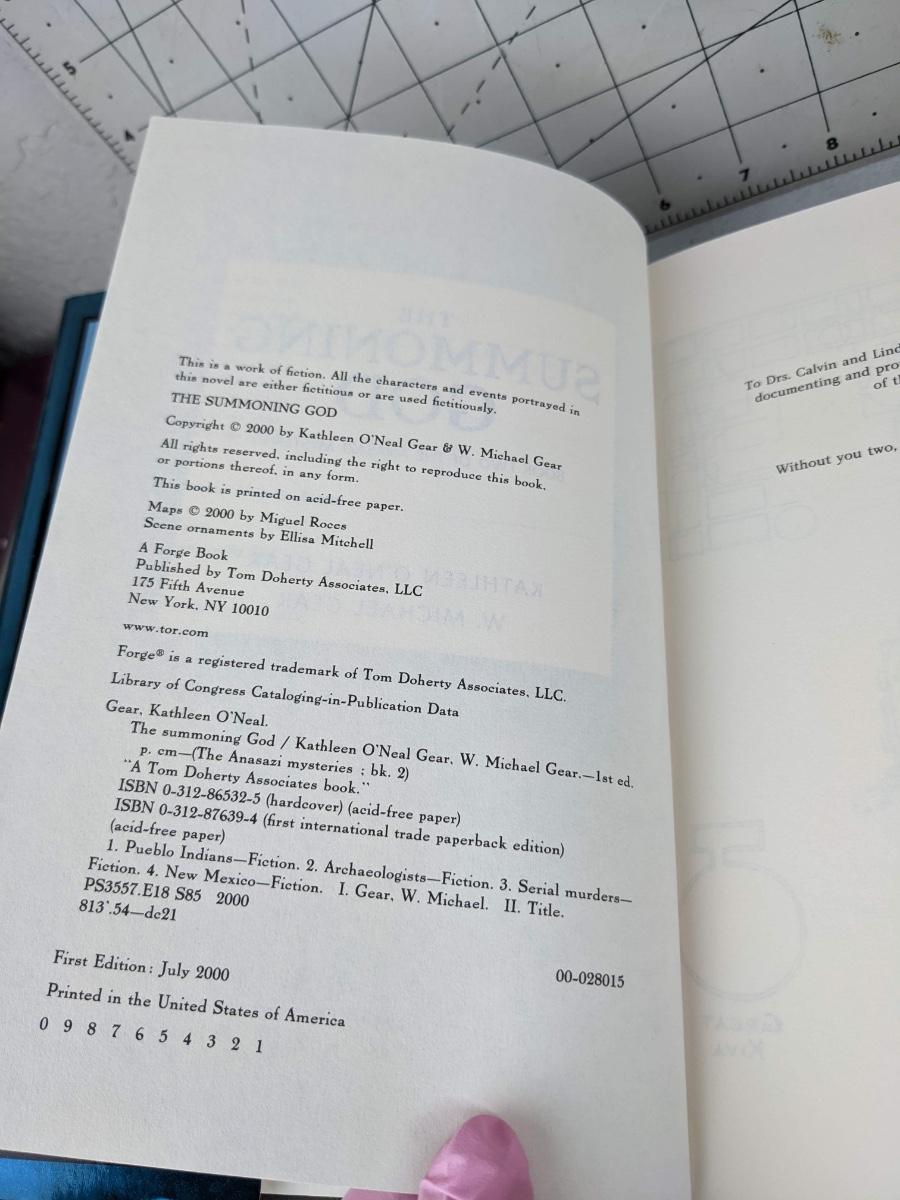 5
4
6
7
8
This is a work of fiction. All the characters and events portrayed in
this novel are either fictitious or are used fictitiously.
THE SUMMONING GOD
Copyright © 2000 by Kathleen O'Neal Gear & W. Michael Gear
All rights reserved, including the right to reproduce this book,
or portions thereof, in any form.
This book is printed on acid-free paper.
Maps © 2000 by Miguel Roces
Scene ornaments by Ellisa Mitchell
A Forge Book
Published by Tom Doherty Associates, LLC
175 Fifth Avenue
New York, NY 10010
www.tor.com
Forge® is a registered trademark of Tom Doherty Associates, LLC.
Library of Congress Cataloging-in-Publication Data
Gear, Kathleen O'Neal.
The summoning God / Kathleen O'Neal Gear, W. Michael Gear.—1st ed.
p. cm—(The Anasazi mysteries ; bk. 2)
"A Tom Doherty Associates book."
ISBN 0-312-86532-5 (hardcover) (acid-free paper)
ISBN 0-312-87639-4 (first international trade paperback edition)
(acid-free paper)
1. Pueblo Indians—Fiction. 2. Archaeologists—Fiction. 3. Serial murders—
Fiction. 4. New Mexico—Fiction. I. Gear, W. Michael. II. Title.
PS3557.E18 S85 2000
813'.54—dc21
00-028015
First Edition: July 2000
Printed in the United States of America
0 9 8 7 6 5 4 3 2 1
To Drs. Calvin and Lind
documenting and pro
of th
Without you two,